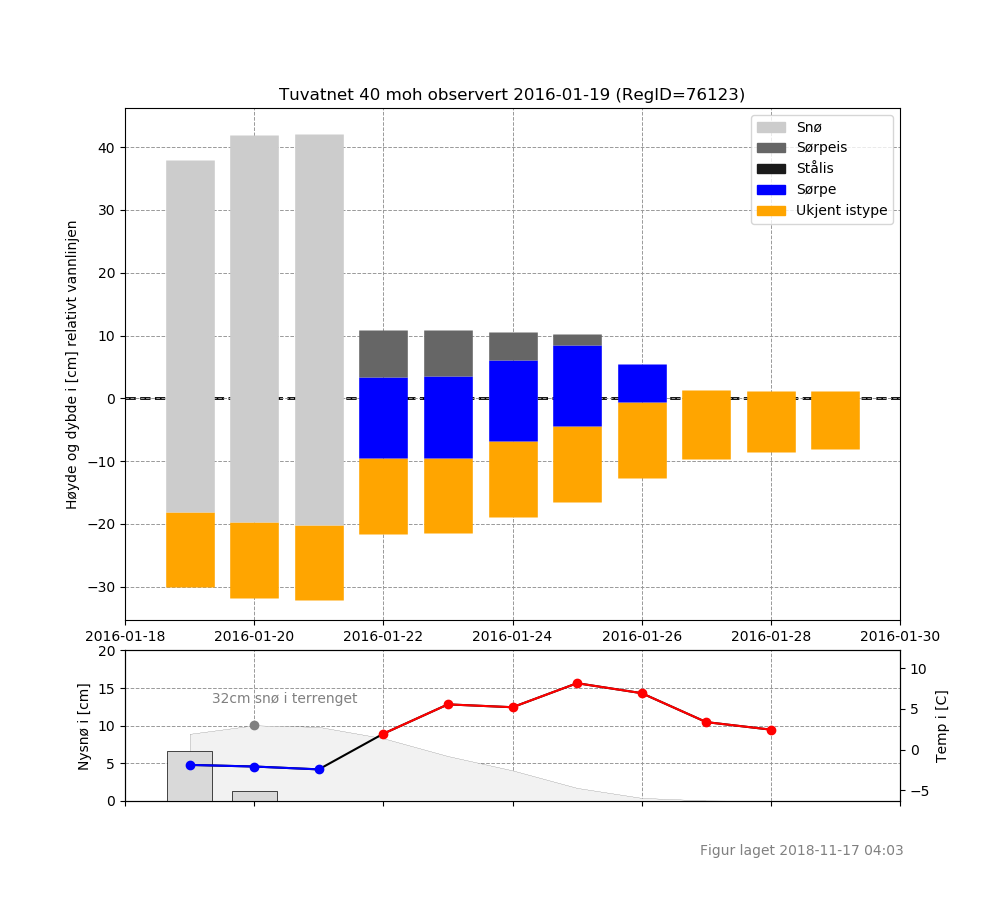 Tuvatnet 40 moh observert 2016-01-19 (RegID=76123)
Høyde og dybde i [cm] relativt vannlinjen
40
30
20
10
0
−10
−20
−30
Snø
Sørpeis
Stålis
Sørpe
Ukjent istype
2016-01-18 2016-01-20 2016-01-22 2016-01-24 2016-01-26 2016-01-28 2016-01-30
Nysnø i [cm]
20
15
10
5
0
32cm snø i terrenget
10
5
0
−5
Temp i [C]
Figur laget 2018-11-17 04:03